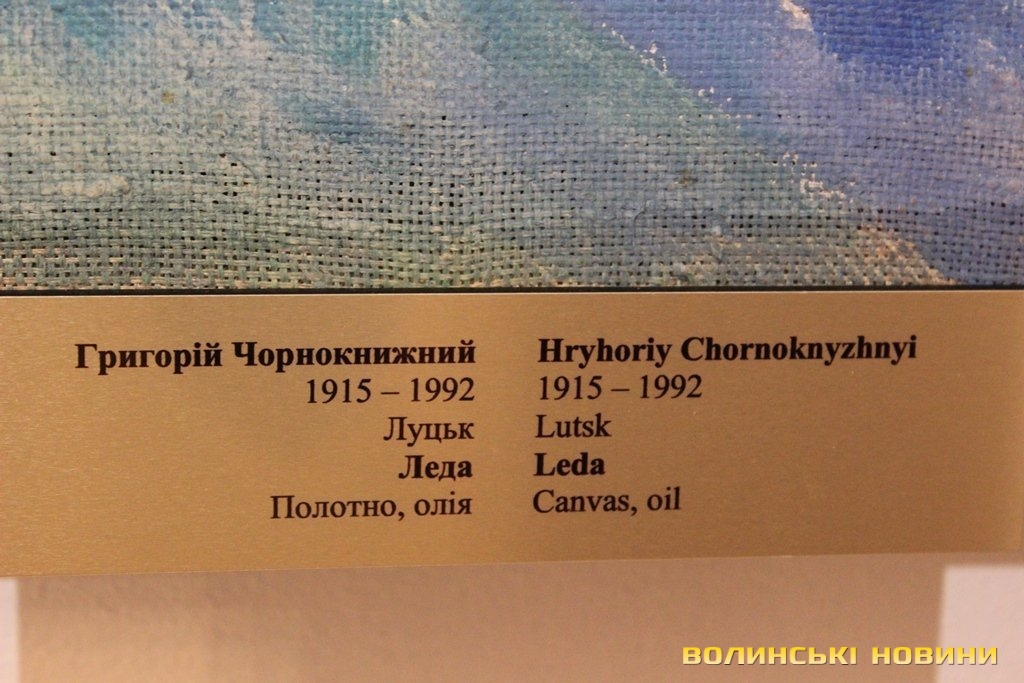 Григорій Чорнокнижний
1915 – 1992
Луцьк
Леда
Полотно, олія
Hryhoriy Chornoknyzhnyi
1915 – 1992
Lutsk
Leda
Canvas, oil
ВОЛИНСЬКІ НОВИНИ